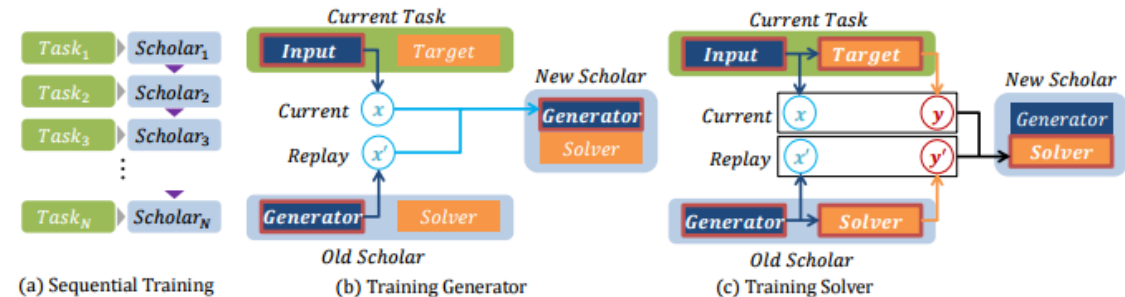 Task₁ Scholar₁
Task₂ Scholar₂
Task₃ Scholar₃
⋮
Task_N Scholar_N
(a) Sequential Training
Current Task
Input Target
New Scholar
Current x
Generator
Replay x′
Solver
Generator Solver
Old Scholar
(b) Training Generator
Current Task
Input Target
New Scholar
Current x y
Generator
Replay x′ y′
Solver
Generator Solver
Old Scholar
(c) Training Solver